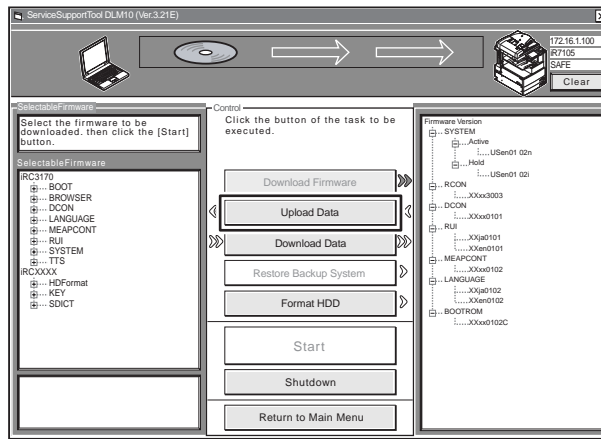 ServiceSupportTool DLM10 (Ver.3.21E)
172.16.1.100
iR7105
SAFE
Clear
SelectableFirmware
Select the firmware to be
downloaded. then click the [Start]
button.
SelectableFirmware
iRC3170
BOOT
BROWSER
DCON
LANGUAGE
MEAPCONT
RUI
SYSTEM
TTS
iRCXXXX
HDFormat
KEY
SDICT
Control
Click the button of the task to be
executed.
Download Firmware
Upload Data
Download Data
Restore Backup System
Format HDD
Start
Shutdown
Return to Main Menu
Firmware Version
SYSTEM
Active
USen01 02n
Hold
USen01 02i
RCON
XXxx3003
DCON
XXxx0101
RUI
XXja0101
XXen0101
MEAPCONT
XXxx0102
LANGUAGE
XXja0102
XXen0102
BOOTROM
XXxx0102C